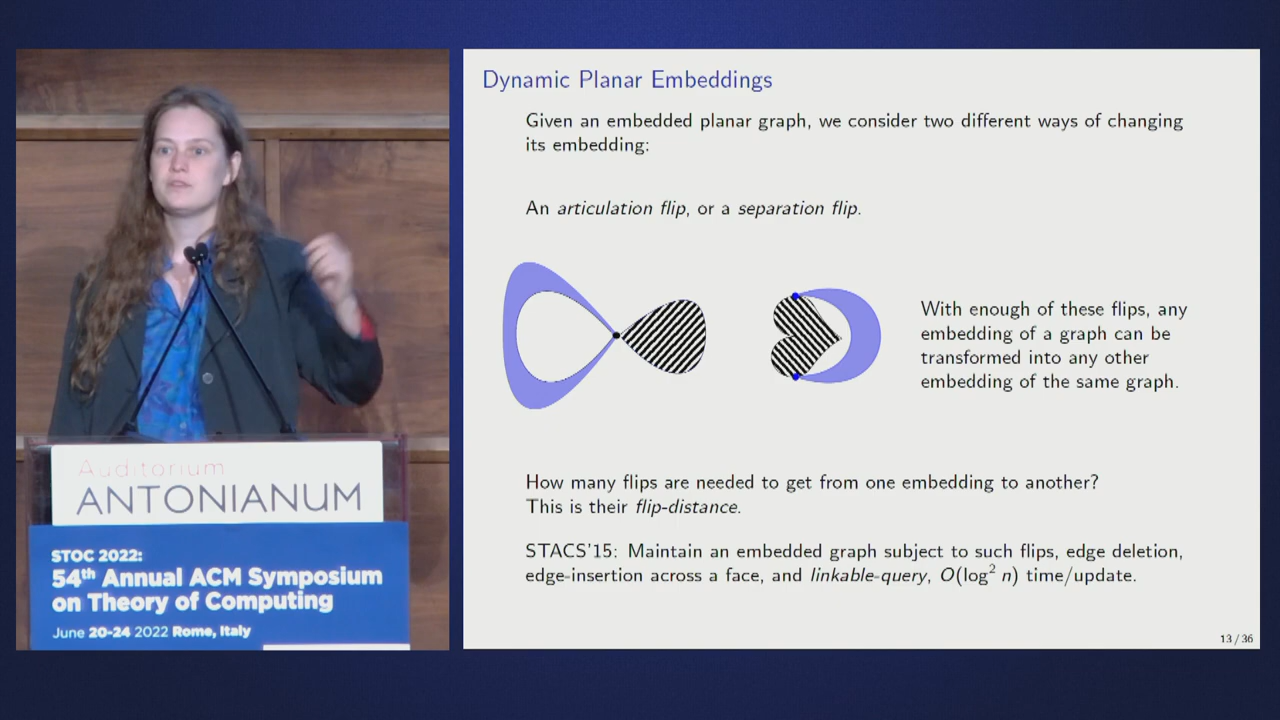 Dynamic Planar Embeddings
Given an embedded planar graph, we consider two different ways of changing
its embedding:
An articulation flip, or a separation flip.
With enough of these flips, any
embedding of a graph can be
transformed into any other
embedding of the same graph.
How many flips are needed to get from one embedding to another?
This is their flip-distance.
STACS'15: Maintain an embedded graph subject to such flips, edge deletion,
edge-insertion across a face, and linkable-query, O(log² n) time/update.
13 / 36
Auditorium
ANTONIANUM
STOC 2022:
54th Annual ACM Symposium
on Theory of Computing
June 20-24 2022 Rome, Italy